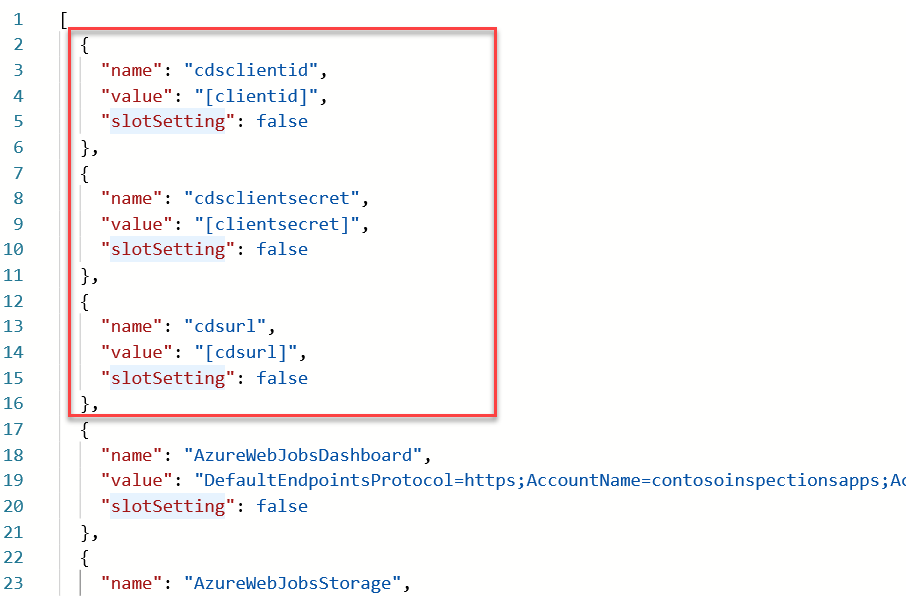 1 [
2 {
3 "name": "cdsclientid",
4 "value": "[clientid]",
5 "slotSetting": false
6 },
7 {
8 "name": "cdsclientsecret",
9 "value": "[clientsecret]",
10 "slotSetting": false
11 },
12 {
13 "name": "cdsurl",
14 "value": "[cdsurl]",
15 "slotSetting": false
16 },
17 {
18 "name": "AzureWebJobsDashboard",
19 "value": "DefaultEndpointsProtocol=https;AccountName=contosoinspectionsapps;Ac
20 "slotSetting": false
21 },
22 {
23 "name": "AzureWebJobsStorage",